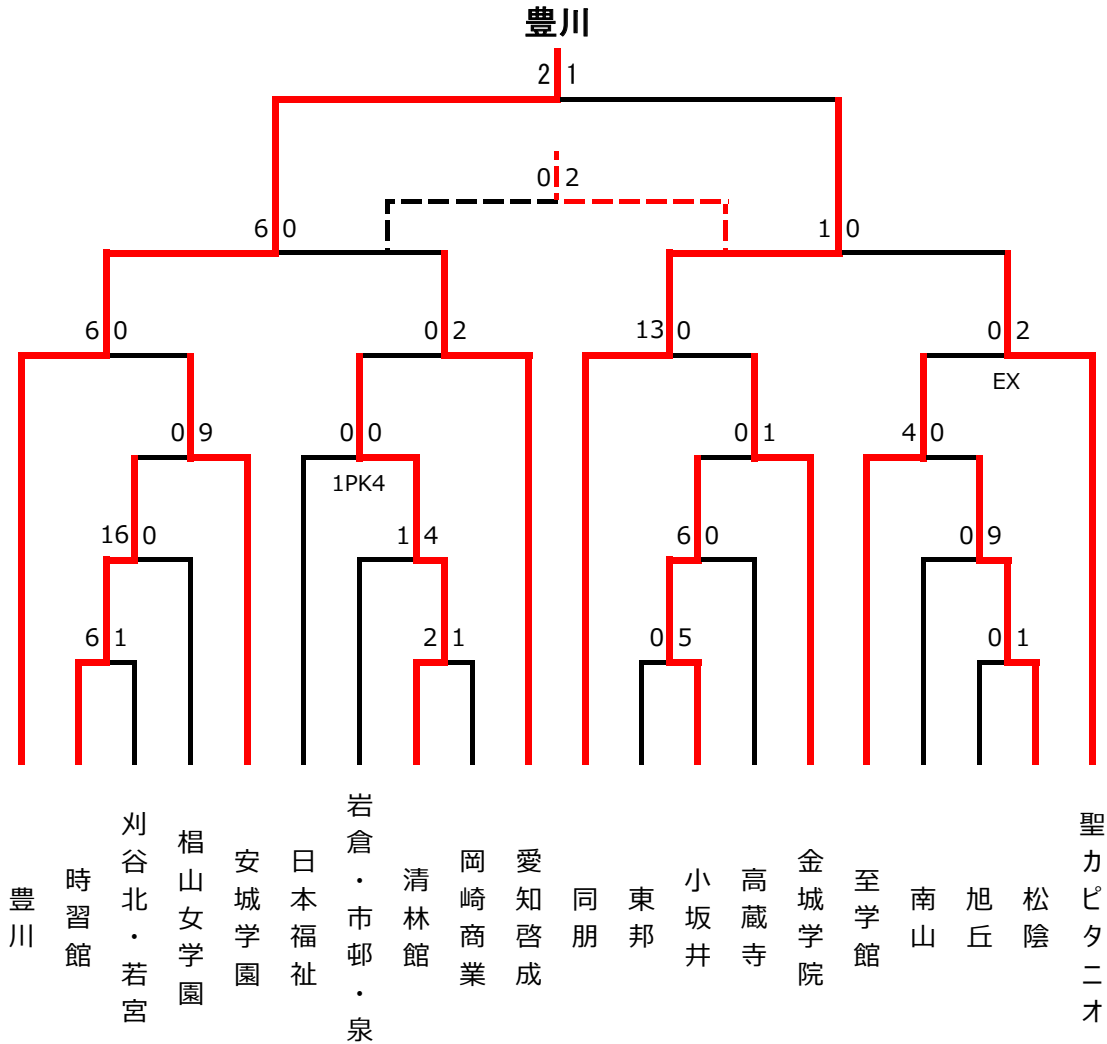 豊川
2 1
0 2
6 0
1 0
6 0
0 2
13 0
0 2
EX
0 9
0 0
0 1
4 0
1PK4
16 0
1 4
6 0
0 9
6 1
2 1
0 5
0 1
豊川
時習館
刈谷北・若宮
椙山女学園
安城学園
日本福祉
岩倉・市邨・泉
清林館
岡崎商業
愛知啓成
同朋
東邦
小坂井
高蔵寺
金城学院
至学館
南山
旭丘
松陰
聖カピタニオ